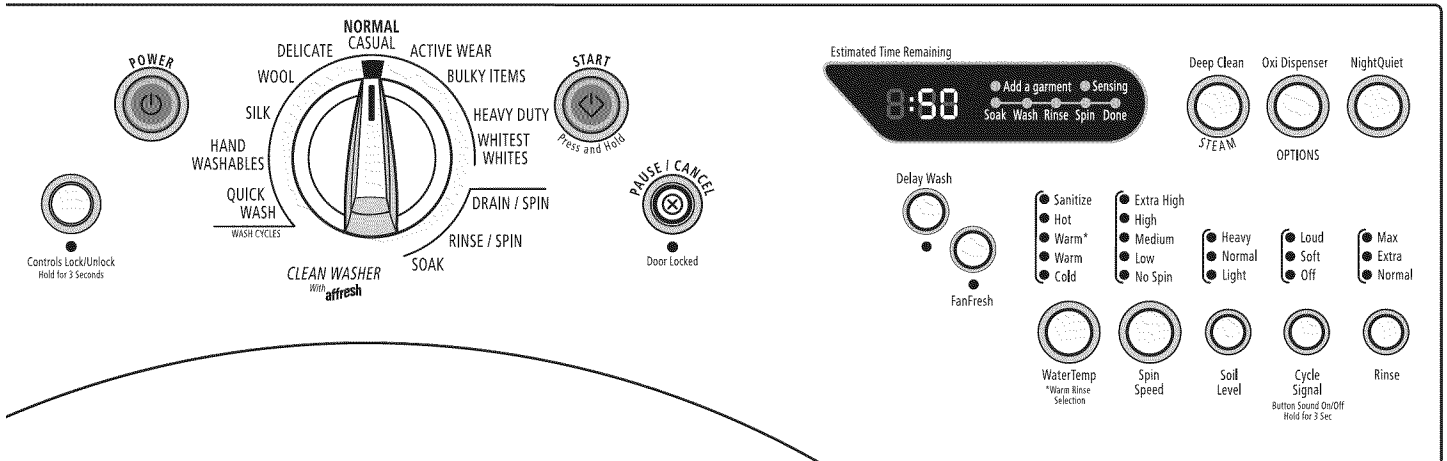 POWER
Controls Lock/Unlock
Hold for 3 Seconds
NORMAL
CASUAL
DELICATE
WOOL
SILK
HAND
WASHABLES
QUICK
WASH
WASH CYCLES
ACTIVE WEAR
BULKY ITEMS
HEAVY DUTY
WHITEST
WHITES
DRAIN / SPIN
RINSE / SPIN
SOAK
CLEAN WASHER
With affresh
START
Press and Hold
PAUSE / CANCEL
Door Locked
Estimated Time Remaining
8:50
Add a garment Sensing
Soak Wash Rinse Spin Done
Deep Clean
STEAM
Oxi Dispenser
NightQuiet
OPTIONS
Delay Wash
FanFresh
Sanitize
Hot
Warm*
Warm
Cold
WaterTemp
*Warm Rinse
Selection
Extra High
High
Medium
Low
No Spin
Spin
Speed
Heavy
Normal
Light
Soil
Level
Loud
Soft
Off
Cycle
Signal
Button Sound On/Off
Hold for 3 Sec
Max
Extra
Normal
Rinse